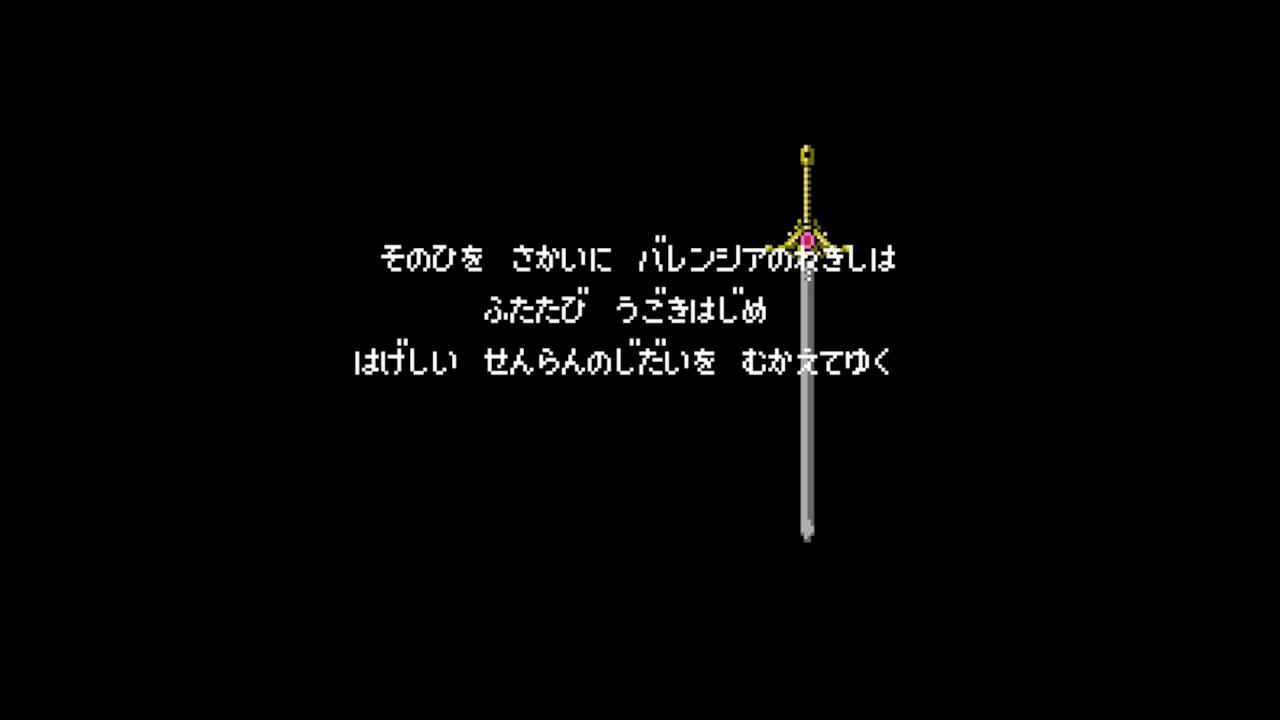 そのひを　さかいに　バレンシアのれきしは
ふたたび　うごきはじめ
はげしい　せんらんのじだいを　むかえてゆく